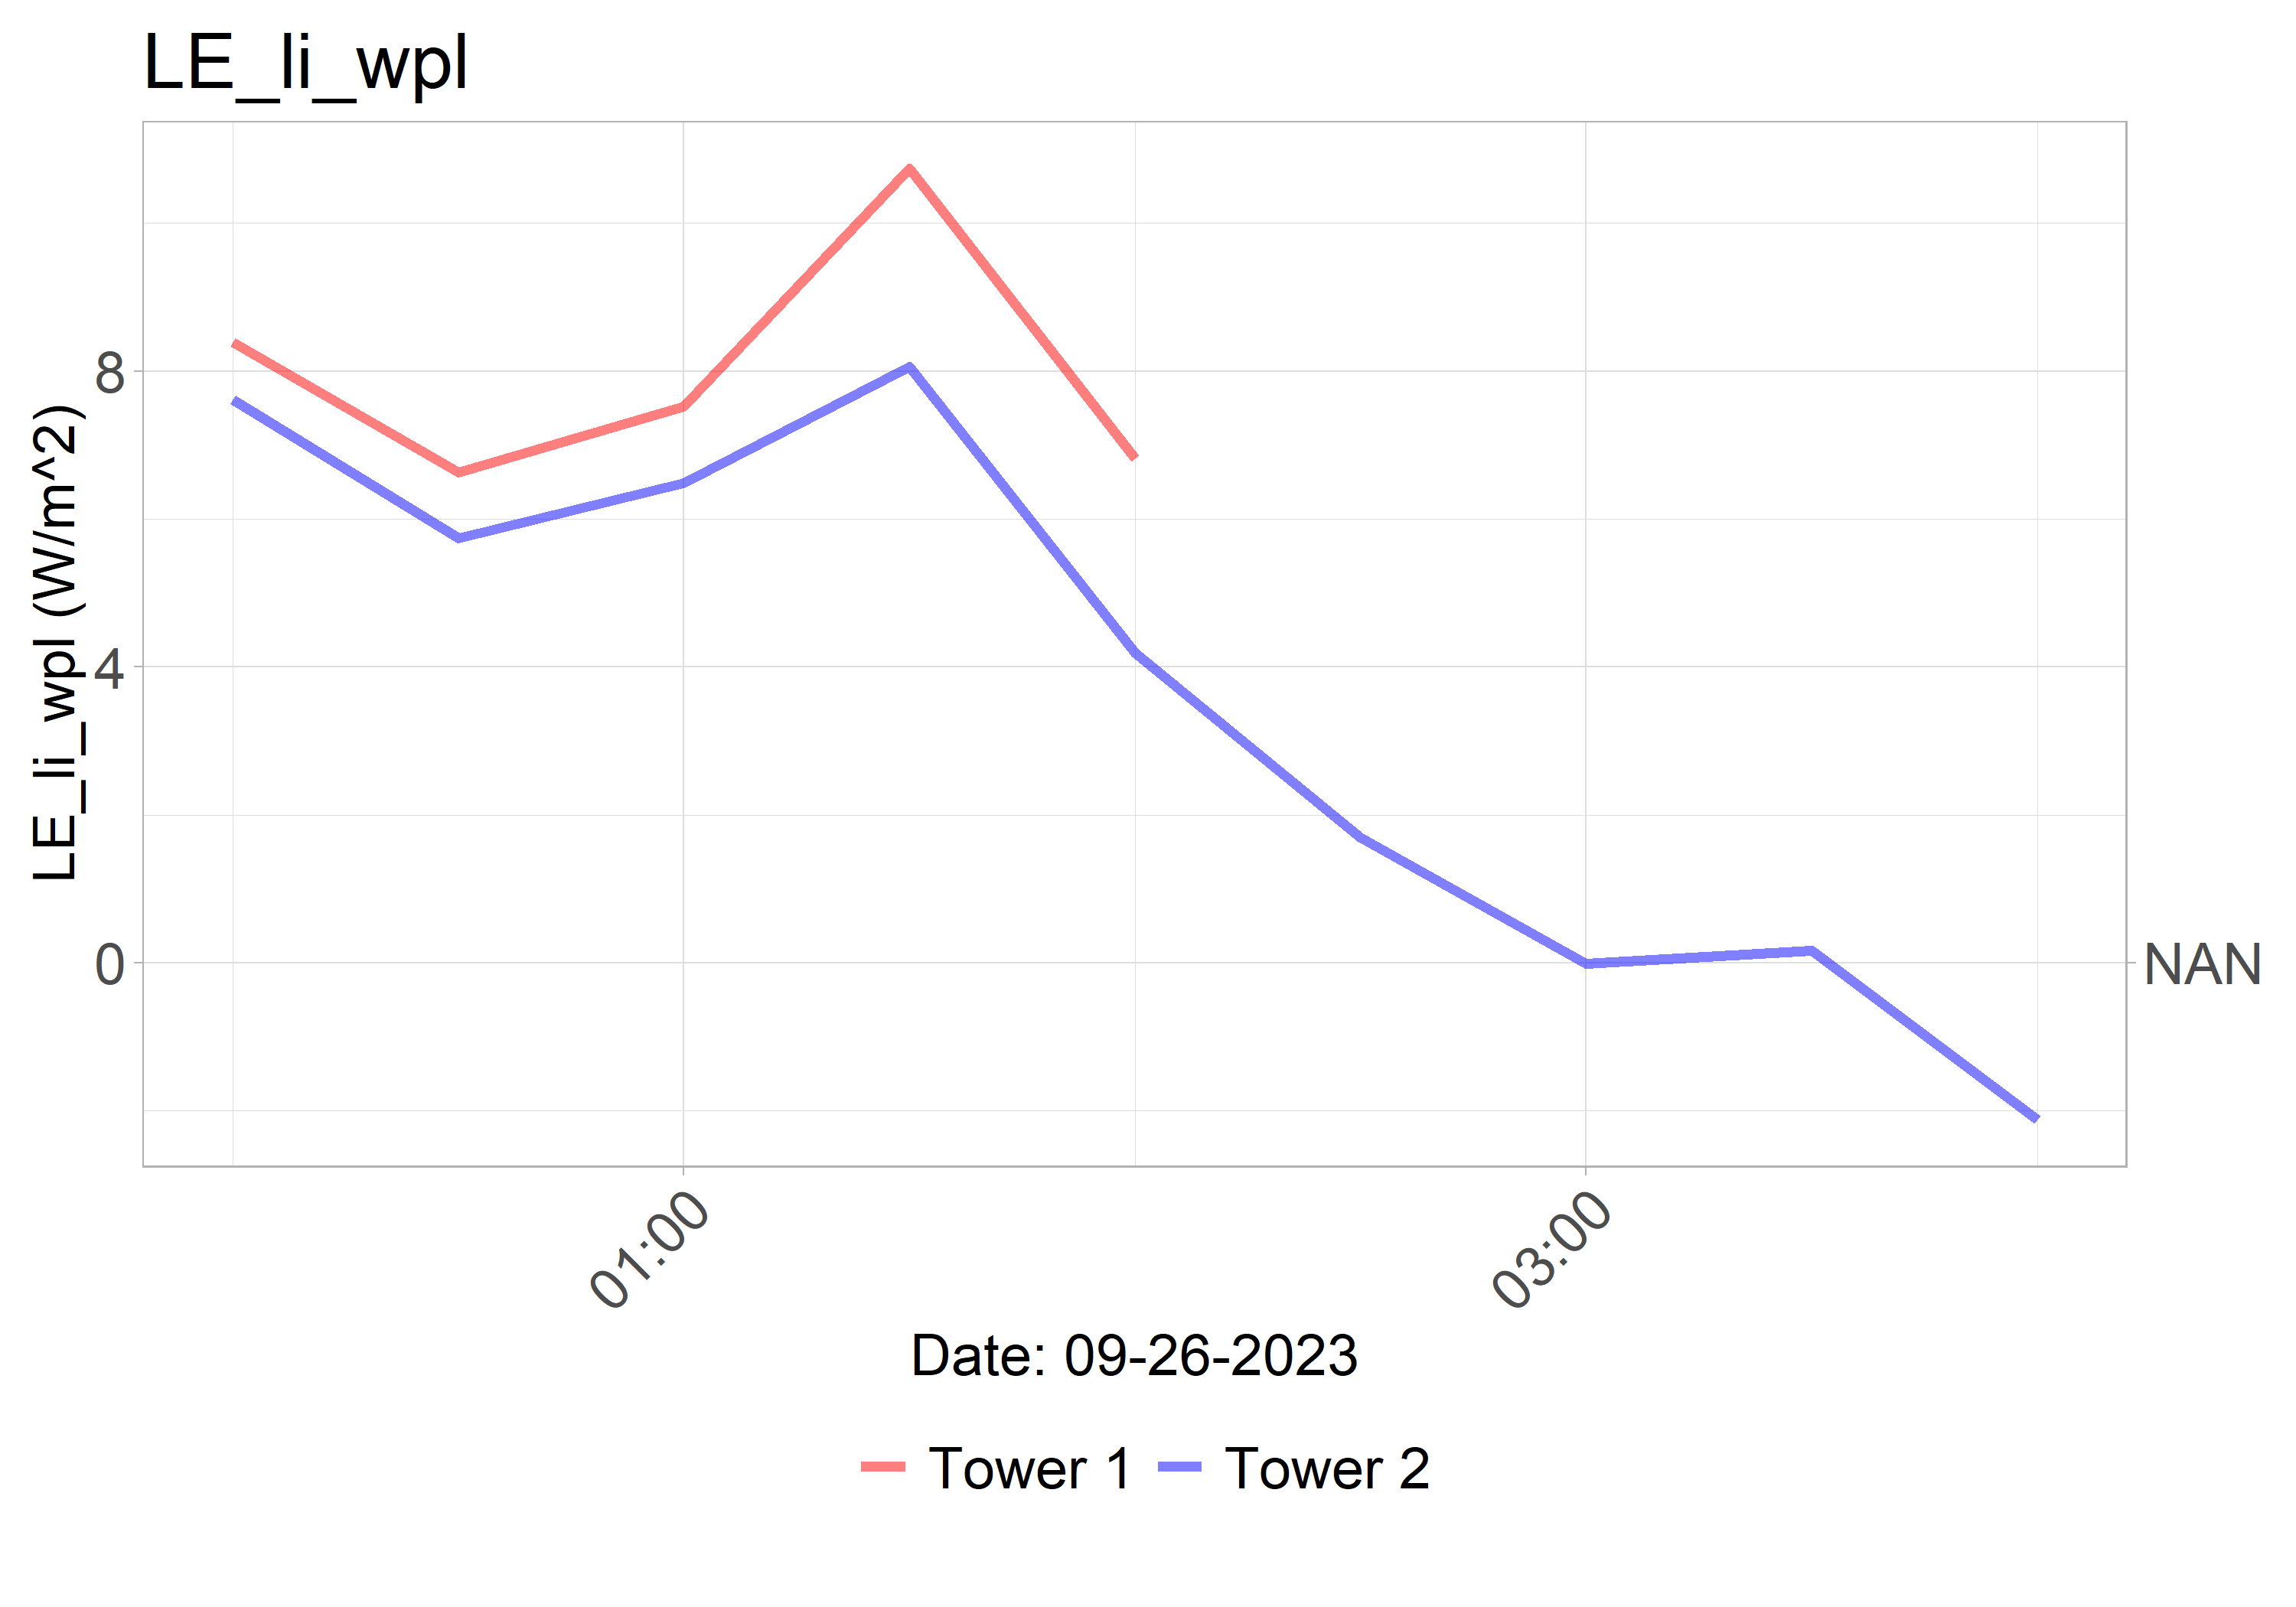 LE_li_wpl
LE_li_wpl (W/m^2)
8
4
0
NAN
01:00
03:00
Date: 09-26-2023
Tower 1
Tower 2